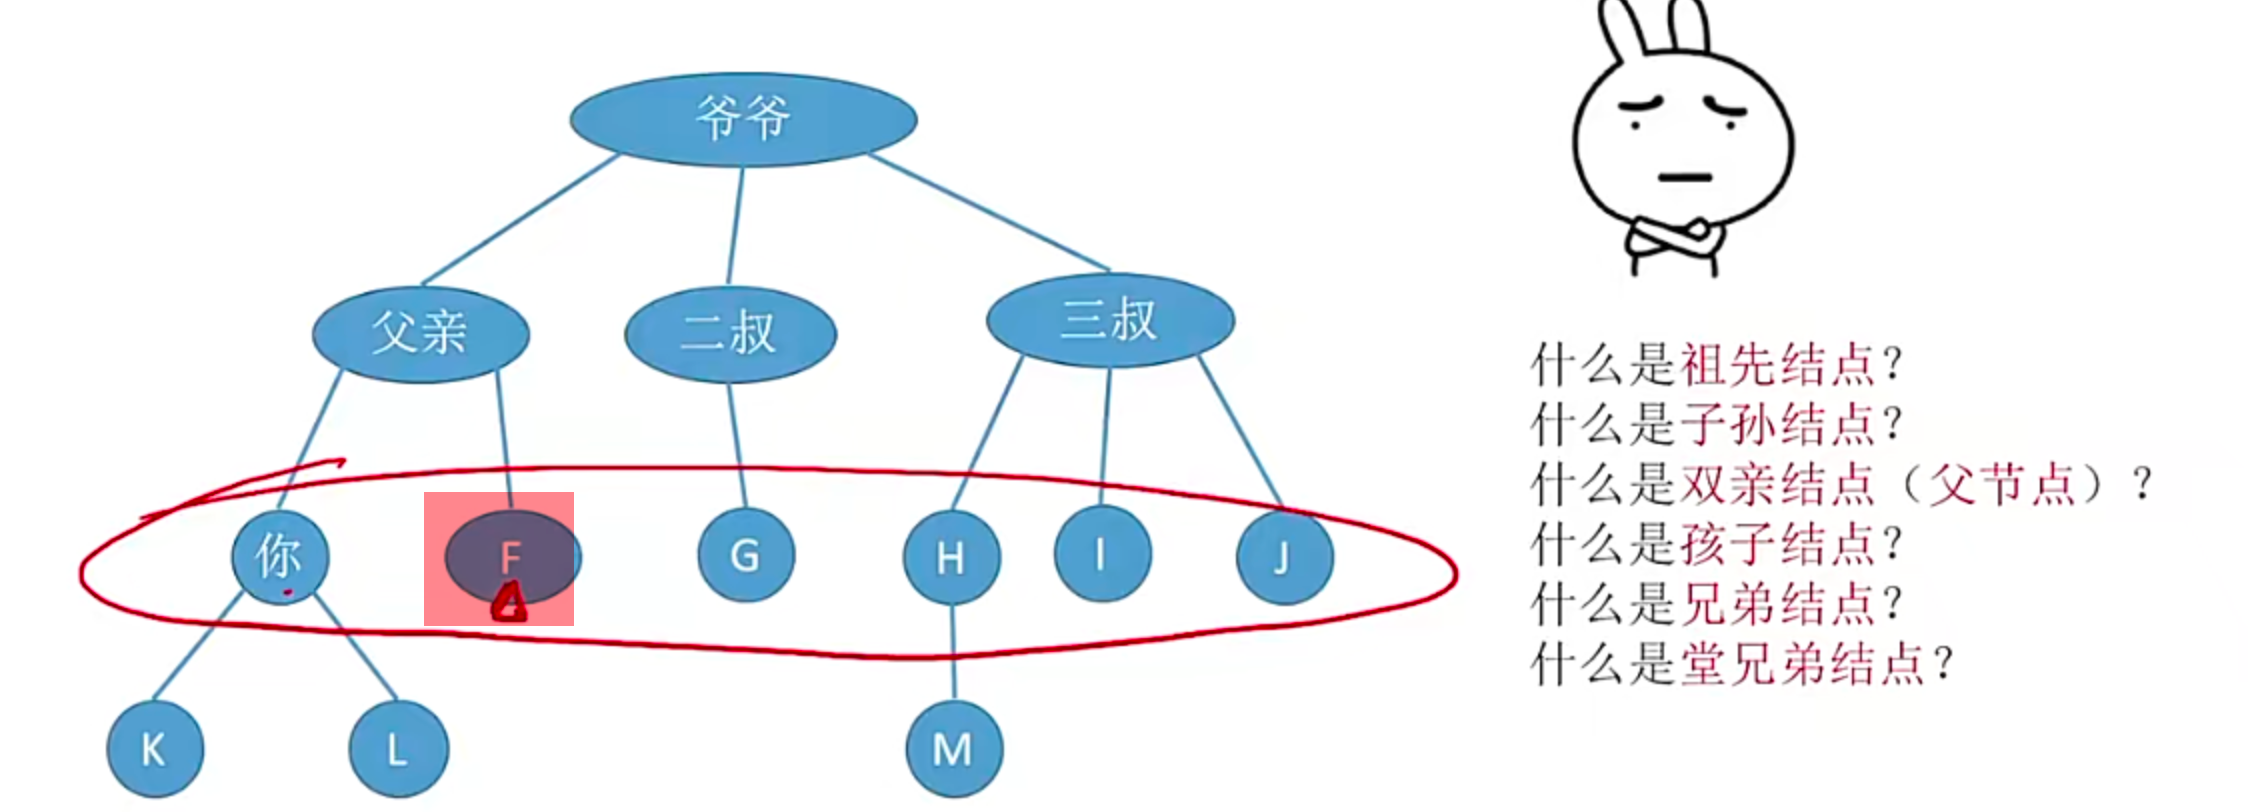 爷爷
父亲
二叔
三叔
你
F
G
H
I
J
K
L
M
什么是祖先结点？
什么是子孙结点？
什么是双亲结点（父节点）？
什么是孩子结点？
什么是兄弟结点？
什么是堂兄弟结点？